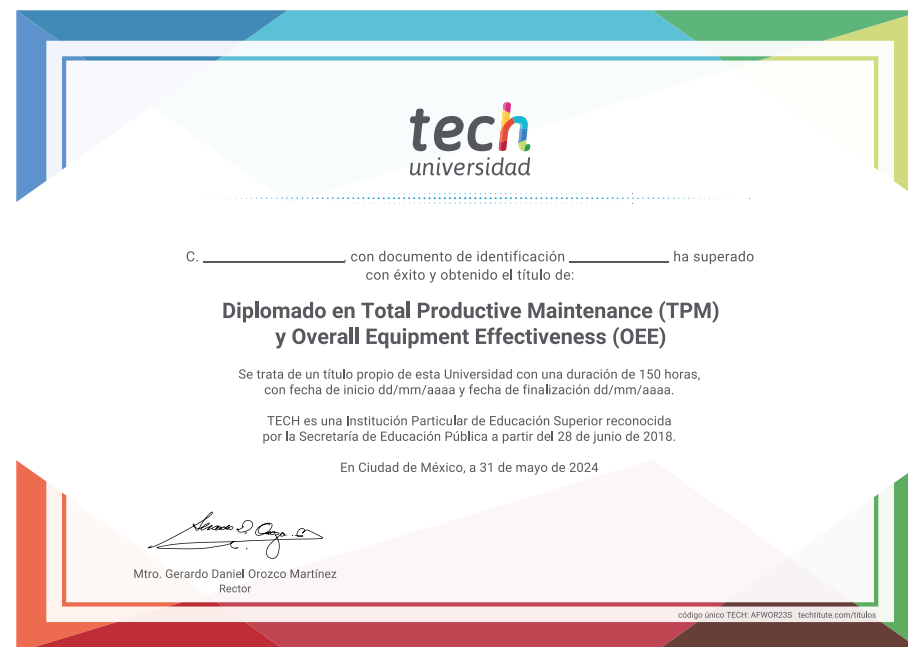 tech
universidad
C. ____________________, con documento de identificación ______________ ha superado
con éxito y obtenido el título de:
Diplomado en Total Productive Maintenance (TPM)
y Overall Equipment Effectiveness (OEE)
Se trata de un título propio de esta Universidad con una duración de 150 horas,
con fecha de inicio dd/mm/aaaa y fecha de finalización dd/mm/aaaa.
TECH es una Institución Particular de Educación Superior reconocida
por la Secretaría de Educación Pública a partir del 28 de junio de 2018.
En Ciudad de México, a 31 de mayo de 2024
Mtro. Gerardo Daniel Orozco Martínez
Rector
código único TECH: AFWOR23S techtitute.com/titulos